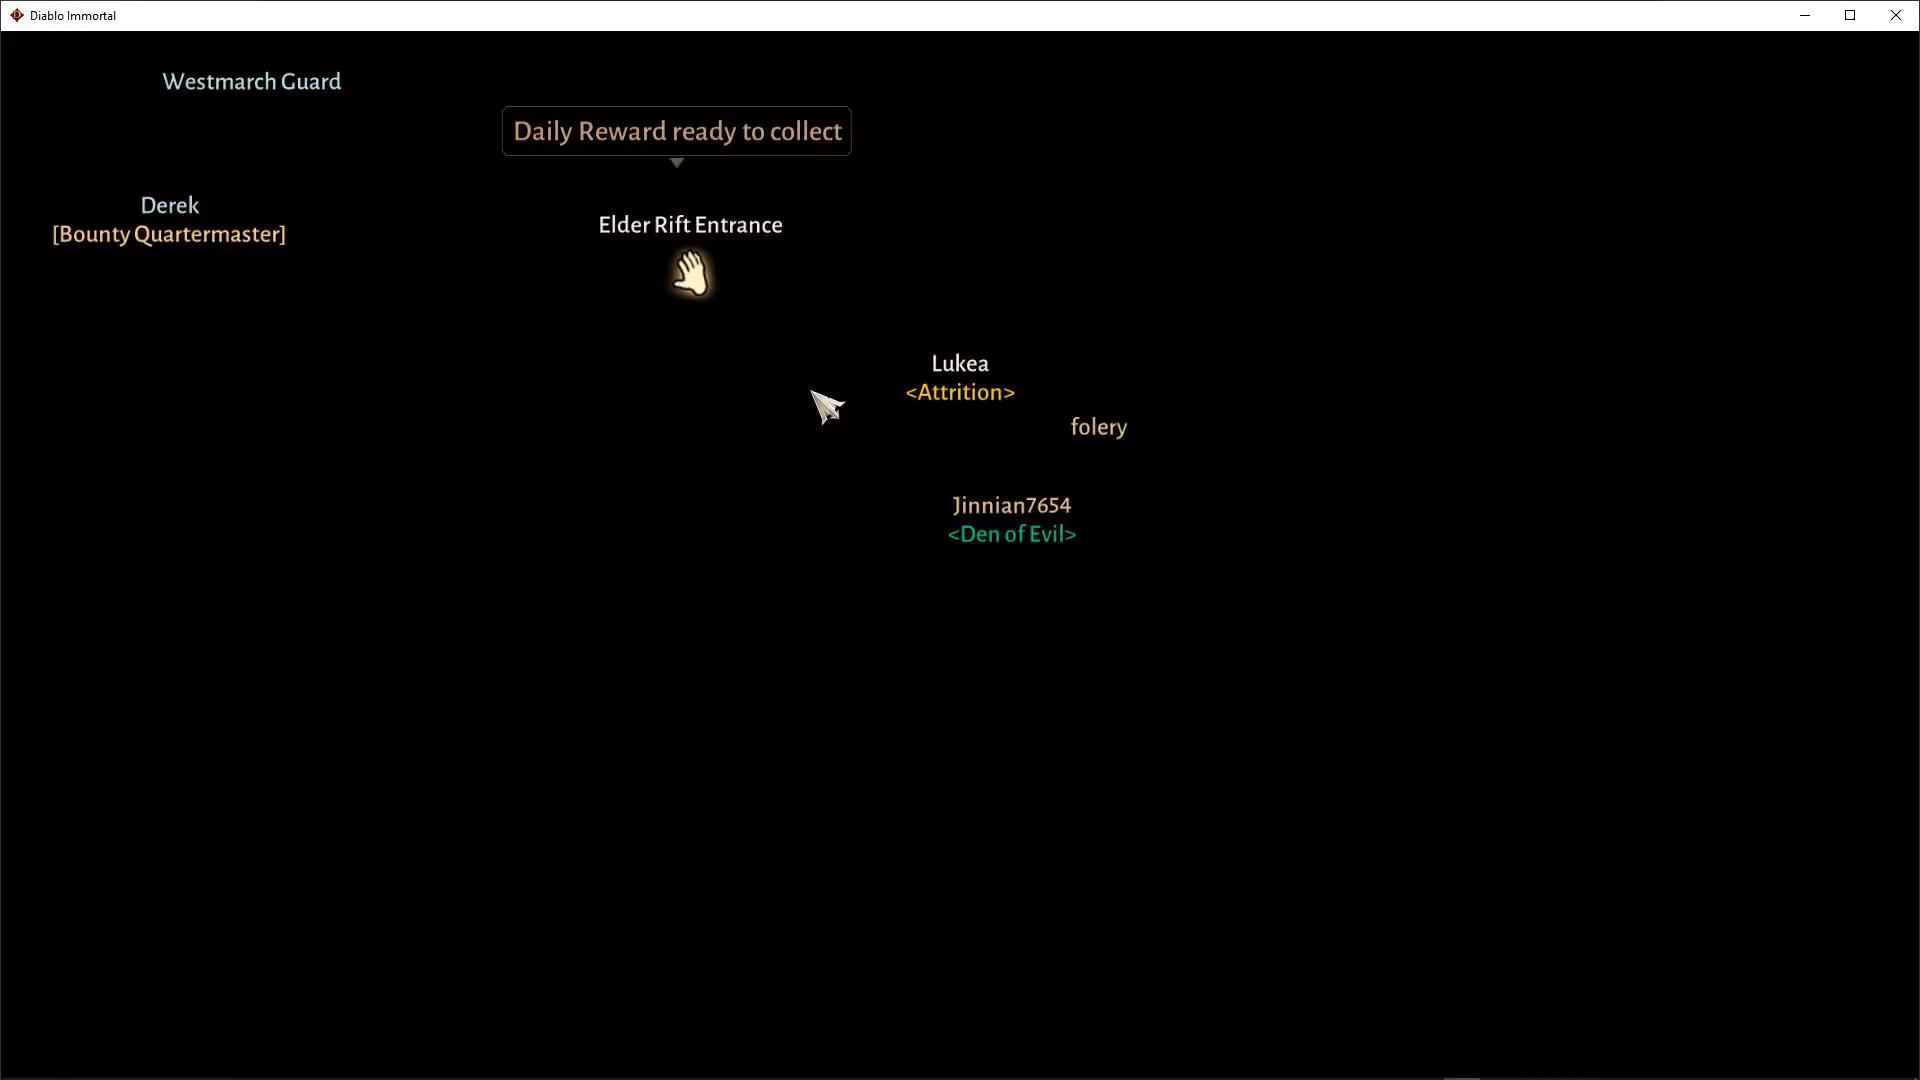 Diablo Immortal
Westmarch Guard
Daily Reward ready to collect
Derek
[Bounty Quartermaster]
Elder Rift Entrance
Lukea
<Attrition>
folery
Jinnian7654
<Den of Evil>